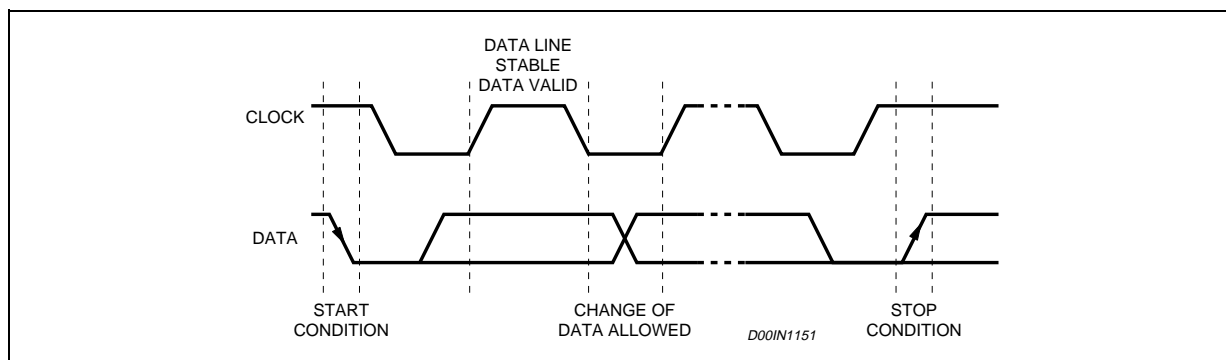 DATA LINE
STABLE
DATA VALID
CLOCK
DATA
START
CONDITION
CHANGE OF
DATA ALLOWED
D00IN1151
STOP
CONDITION